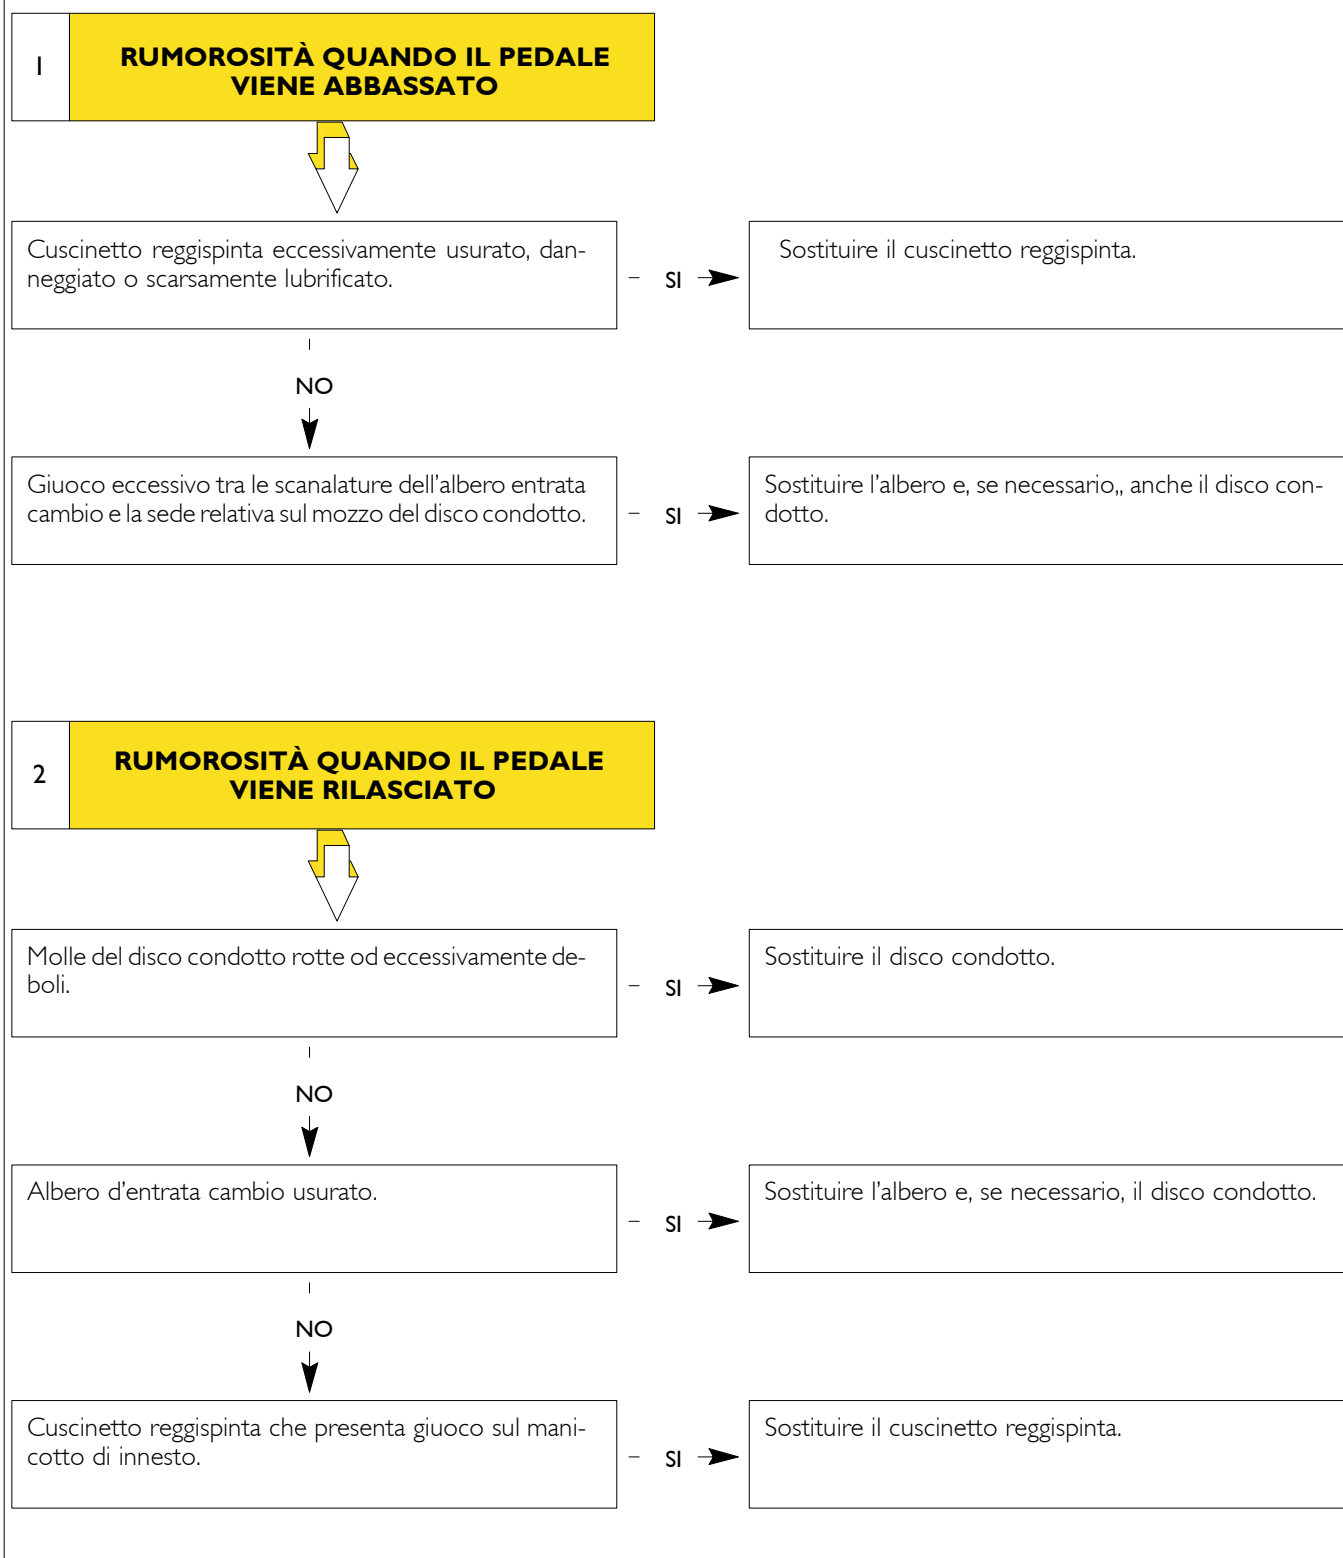 1
RUMOROSITÀ QUANDO IL PEDALE
VIENE ABBASSATO
Cuscinetto reggispinta eccessivamente usurato, dan-
neggiato o scarsamente lubrificato.
SI
Sostituire il cuscinetto reggispinta.
NO
Giuoco eccessivo tra le scanalature dell'albero entrata
cambio e la sede relativa sul mozzo del disco condotto.
SI
Sostituire l'albero e, se necessario,, anche il disco con-
dotto.
2
RUMOROSITÀ QUANDO IL PEDALE
VIENE RILASCIATO
Molle del disco condotto rotte od eccessivamente de-
boli.
SI
Sostituire il disco condotto.
NO
Albero d'entrata cambio usurato.
SI
Sostituire l'albero e, se necessario, il disco condotto.
NO
Cuscinetto reggispinta che presenta giuoco sul mani-
cotto di innesto.
SI
Sostituire il cuscinetto reggispinta.